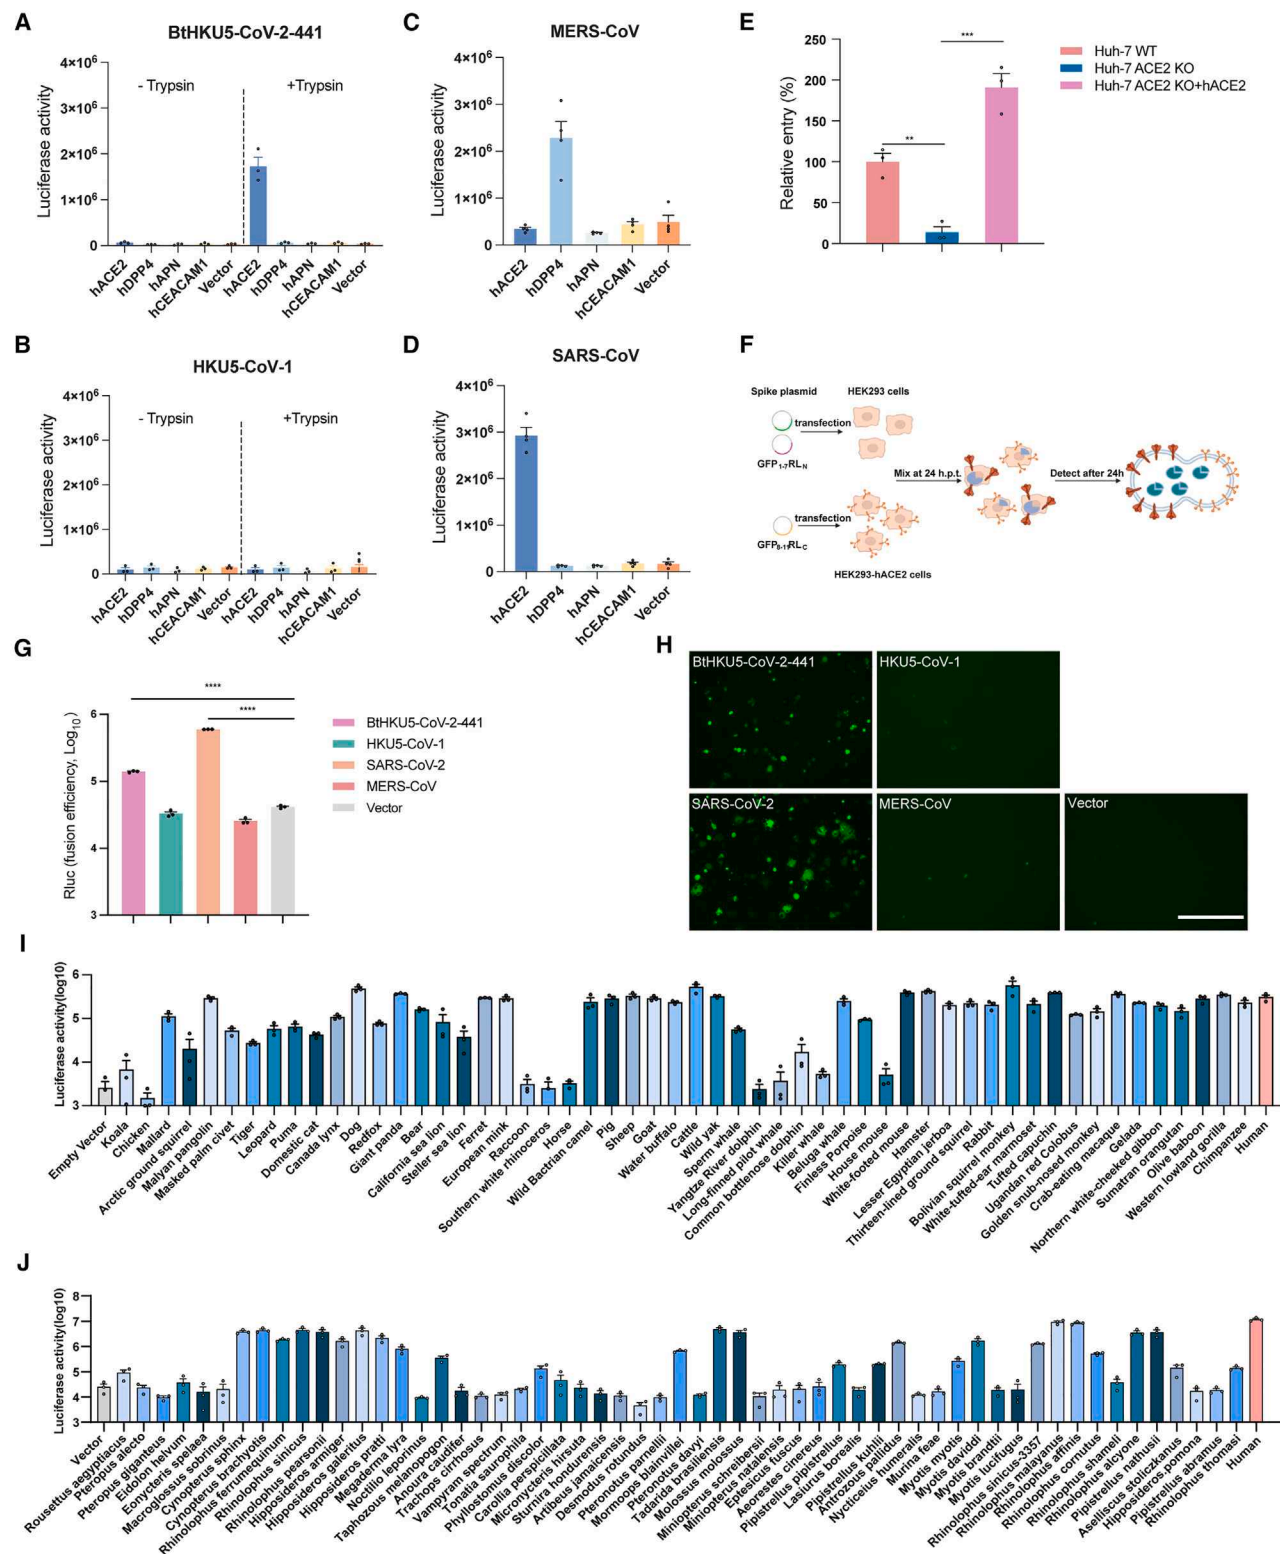 A
BtHKU5-CoV-2-441
Luciferase activity
4×10⁶
3×10⁶
2×10⁶
1×10⁶
0
- Trypsin
+Trypsin
hACE2
hDPP4
hAPN
hCEACAM1
Vector
hACE2
hDPP4
hAPN
hCEACAM1
Vector
C
MERS-CoV
Luciferase activity
4×10⁶
3×10⁶
2×10⁶
1×10⁶
0
hACE2
hDPP4
hAPN
hCEACAM1
Vector
E
Relative entry (%)
250
200
150
100
50
0
**
***
Huh-7 WT
Huh-7 ACE2 KO
Huh-7 ACE2 KO+hACE2
B
HKU5-CoV-1
Luciferase activity
4×10⁶
3×10⁶
2×10⁶
1×10⁶
0
- Trypsin
+Trypsin
hACE2
hDPP4
hAPN
hCEACAM1
Vector
hACE2
hDPP4
hAPN
hCEACAM1
Vector
D
SARS-CoV
Luciferase activity
4×10⁶
3×10⁶
2×10⁶
1×10⁶
0
hACE2
hDPP4
hAPN
hCEACAM1
Vector
F
Spike plasmid
HEK293 cells
transfection
GFP₁₋₇RL_N
Mix at 24 h.p.t.
Detect after 24h
transfection
GFP₈₋₁₁RL_C
HEK293-hACE2 cells
G
Rluc (fusion efficiency, Log₁₀)
6
5
4
3
****
****
BtHKU5-CoV-2-441
HKU5-CoV-1
SARS-CoV-2
MERS-CoV
Vector
H
BtHKU5-CoV-2-441
HKU5-CoV-1
SARS-CoV-2
MERS-CoV
Vector
I
Luciferase activity(log10)
6
5
4
3
Empty Vector
Koala
Chicken
Mallard
Arctic ground squirrel
Malyan pangolin
Masked palm civet
Tiger
Leopard
Puma
Domestic cat
Canada lynx
Dog
Redfox
Giant panda
Bear
California sea lion
Steller sea lion
Ferret
European mink
Raccoon
Southern white rhinoceros
Horse
Wild Bactrian camel
Pig
Sheep
Goat
Water buffalo
Cattle
Wild yak
Sperm whale
Yangtze River dolphin
Long-finned pilot whale
Common bottlenose dolphin
Killer whale
Beluga whale
Finless Porpoise
House mouse
White-footed mouse
Hamster
Lesser Egyptian jerboa
Thirteen-lined ground squirrel
Rabbit
Bolivian squirrel monkey
White-tufted-ear marmoset
Tufted capuchin
Ugandan red Colobus
Golden snub-nosed monkey
Crab-eating macaque
Gelada
Northern white-cheeked gibbon
Sumatran orangutan
Olive baboon
Western lowland gorilla
Chimpanzee
Human
J
Luciferase activity(log10)
8
7
6
5
4
3
Vector
Rousettus aegyptiacus
Pteropus alecto
Pteropus giganteus
Eidolon helvum
Eonycteris spelaea
Macroglossus sobrinus
Cynopterus sphinx
Cynopterus brachyotis
Rhinolophus ferrumequinum
Rhinolophus sinicus
Rhinolophus pearsonii
Hipposideros armiger
Hipposideros galeritus
Hipposideros pratti
Megaderma lyra
Noctilio leporinus
Taphozous melanopogon
Anoura caudifer
Trachops cirrhosus
Vampyrum spectrum
Tonatia saurophila
Phyllostomus discolor
Carollia perspicillata
Micronycteris hirsuta
Sturnira hondurensis
Artibeus jamaicensis
Desmodus rotundus
Pteronotus parnellii
Mormoops blainvillei
Pteronotus davyi
Tadarida brasiliensis
Molossus molossus
Miniopterus schreibersii
Miniopterus natalensis
Eptesicus fuscus
Aeorestes cinereus
Pipistrellus pipistrellus
Lasiurus borealis
Pipistrellus kuhlii
Antrozous pallidus
Nycticeius humeralis
Murina feae
Myotis myotis
Myotis davidii
Myotis brandtii
Myotis lucifugus
Rhinolophus sinicus-3357
Rhinolophus malayanus
Rhinolophus affinis
Rhinolophus cornutus
Rhinolophus shameli
Rhinolophus alcyone
Pipistrellus nathusii
Aselliscus stoliczkanus
Hipposideros pomona
Pipistrellus abramus
Rhinolophus thomasi
Human